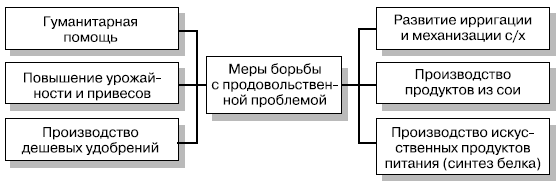 Гуманитарная
помощь
Повышение урожай-
ности и привесов
Производство
дешевых удобрений
Меры борьбы
с продовольствен-
ной проблемой
Развитие ирригации
и механизации с/х
Производство
продуктов из сои
Производство искус-
ственных продуктов
питания (синтез белка)